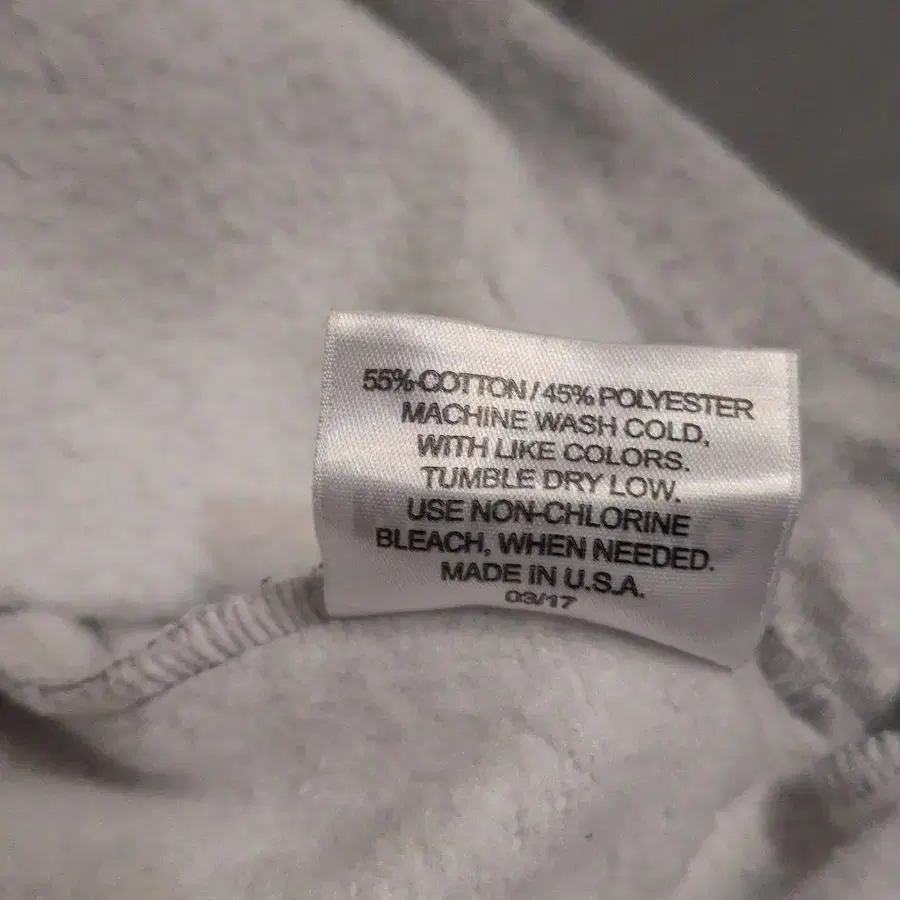 55% COTTON / 45% POLYESTER
MACHINE WASH COLD,
WITH LIKE COLORS.
TUMBLE DRY LOW.
USE NON-CHLORINE
BLEACH, WHEN NEEDED.
MADE IN U.S.A.
03/17